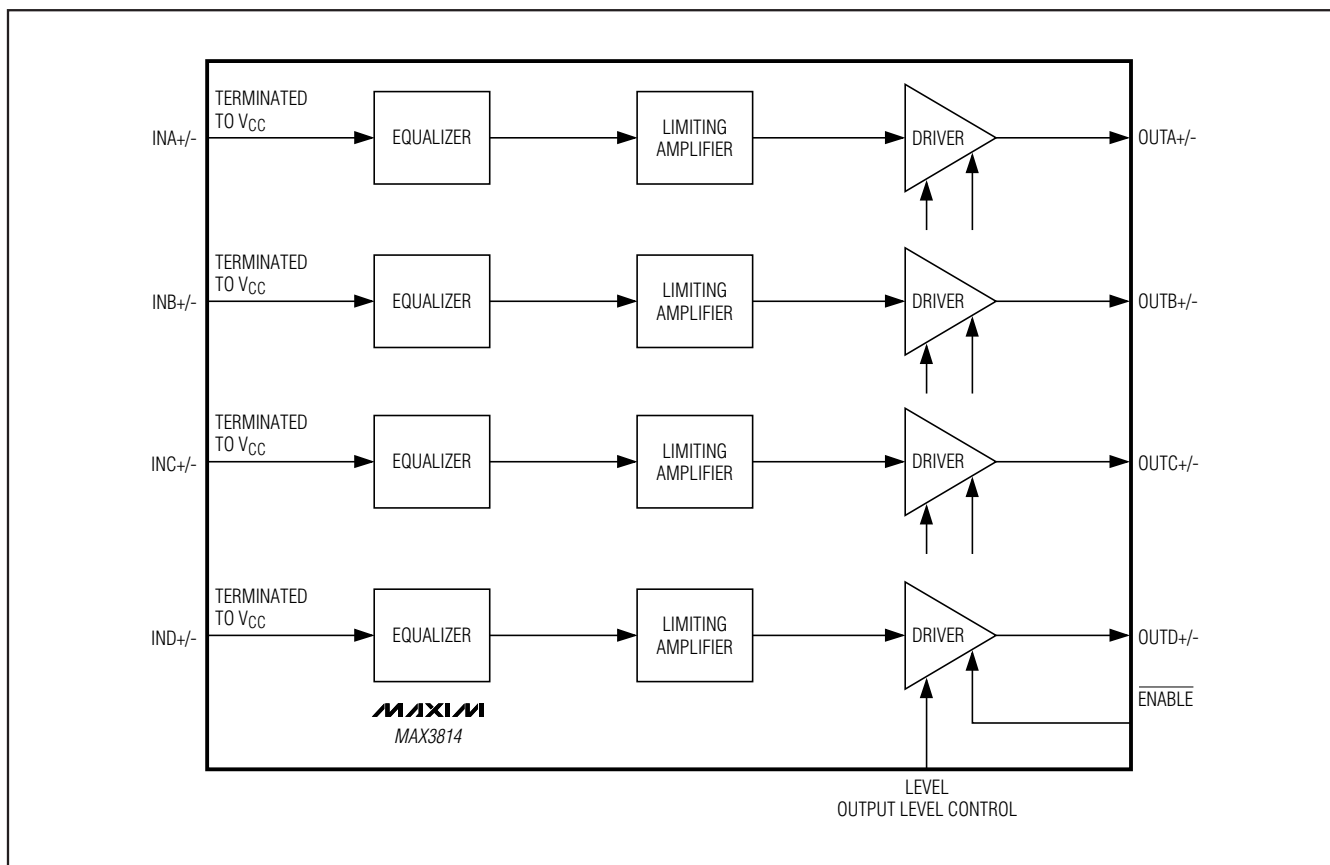 TERMINATED
TO VCC
INA+/-
EQUALIZER
LIMITING
AMPLIFIER
DRIVER
OUTA+/-
TERMINATED
TO VCC
INB+/-
EQUALIZER
LIMITING
AMPLIFIER
DRIVER
OUTB+/-
TERMINATED
TO VCC
INC+/-
EQUALIZER
LIMITING
AMPLIFIER
DRIVER
OUTC+/-
TERMINATED
TO VCC
IND+/-
EQUALIZER
LIMITING
AMPLIFIER
DRIVER
OUTD+/-
ENABLE
MAXIM
MAX3814
LEVEL
OUTPUT LEVEL CONTROL